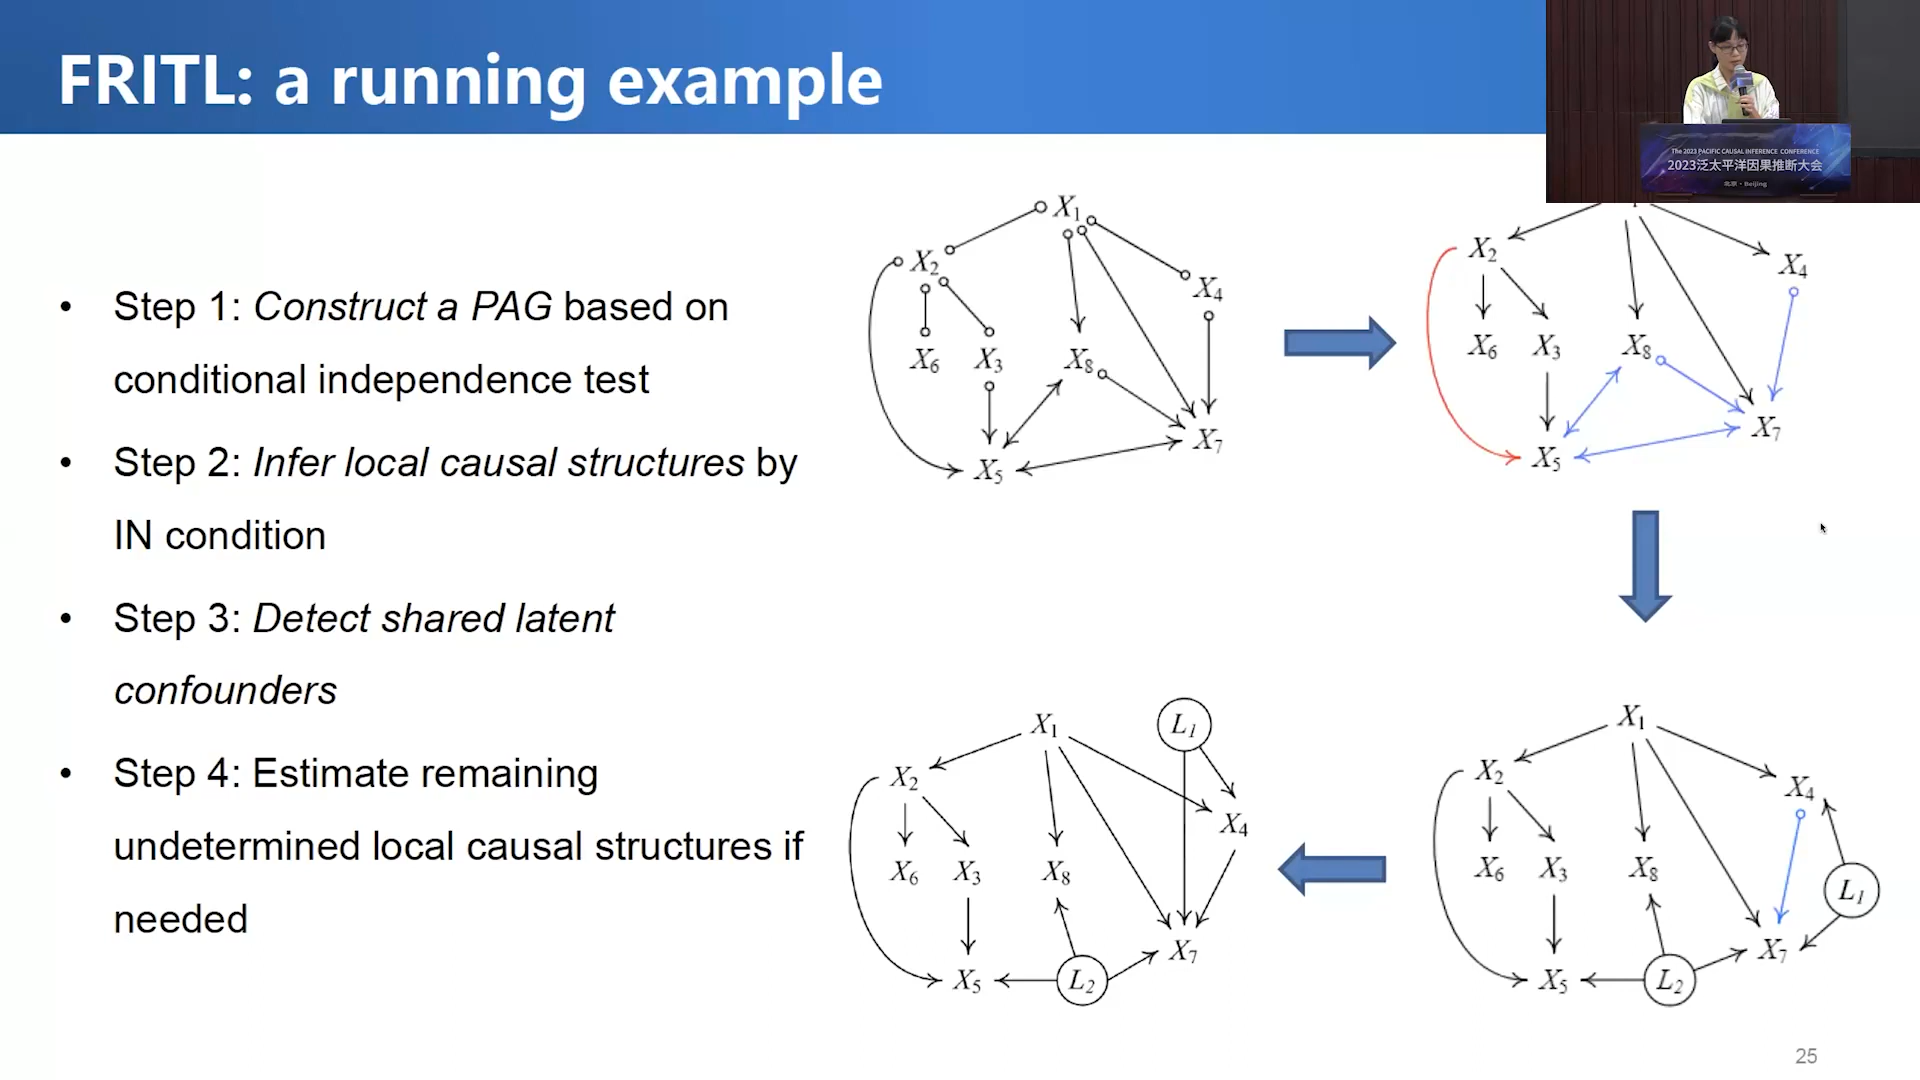 FRITL: a running example
The 2023 PACIFIC CAUSAL INFERENCE CONFERENCE
2023泛太平洋因果推断大会
北京·Beijing
• Step 1: Construct a PAG based on
conditional independence test
• Step 2: Infer local causal structures by
IN condition
• Step 3: Detect shared latent
confounders
• Step 4: Estimate remaining
undetermined local causal structures if
needed
X1
X2
X4
X6 X3 X8
X7
X5
X2
X4
X6 X3 X8
X7
X5
X1 L1
X2
X4
X6 X3 X8
X7
X5 L2
X1
X2
X4
X6 X3 X8
L1
X7
X5 L2
25